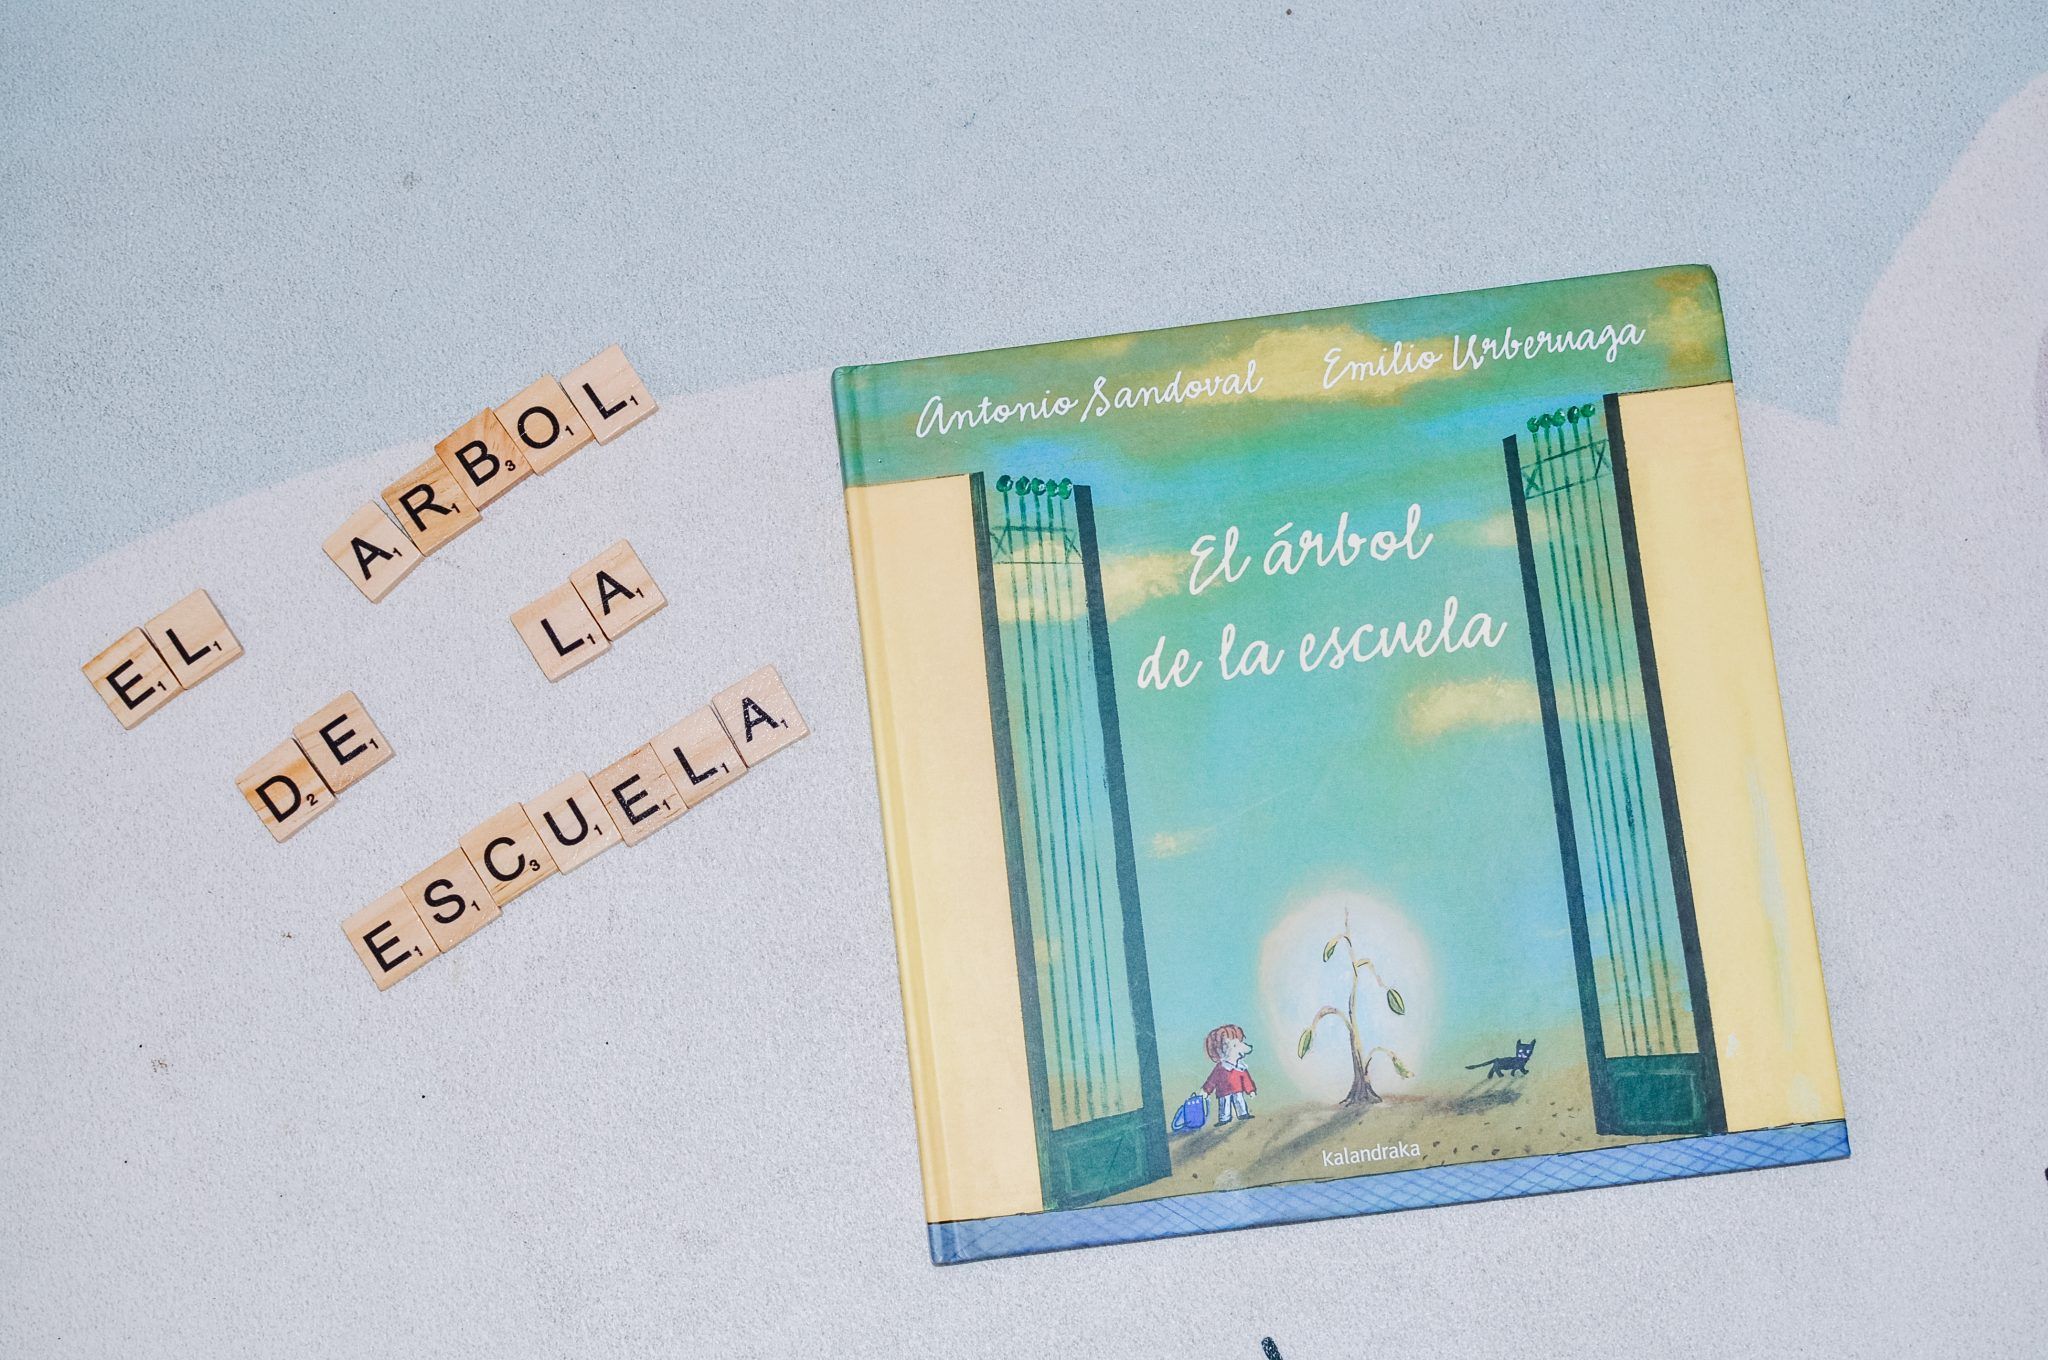 EL ARBOL
DE LA
ESCUELA
Antonio Sandoval Emilio Urberuaga
El árbol
de la escuela
kalandraka